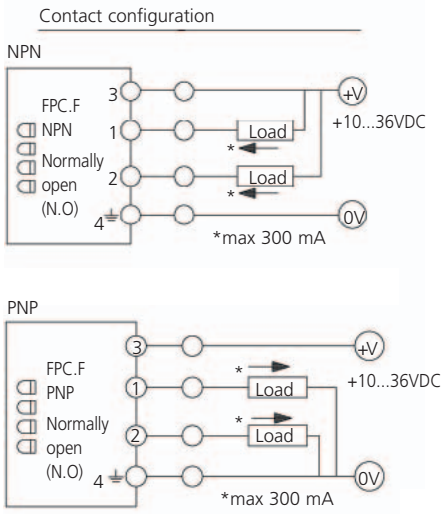 Contact configuration
NPN
FPC.F
NPN
Normally
open
(N.O)
3
1
2
4
Load
*
Load
*
*max 300 mA
+V
+10...36VDC
0V
PNP
FPC.F
PNP
Normally
open
(N.O)
3
1
2
4
*
Load
*
Load
*max 300 mA
+V
+10...36VDC
0V